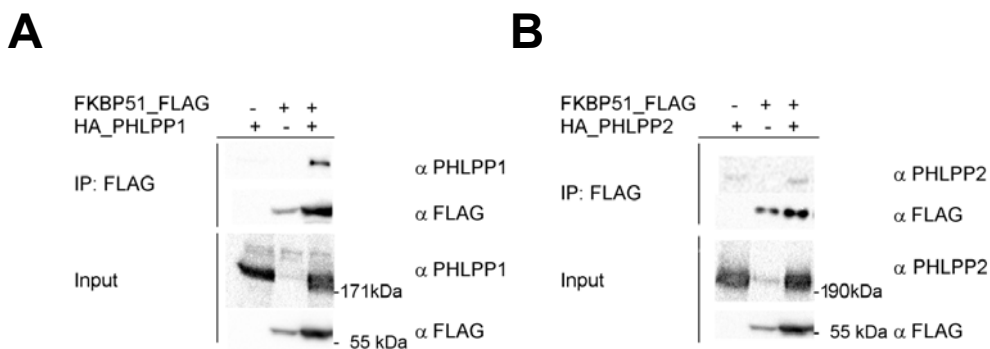 A
FKBP51_FLAG - + +
HA_PHLPP1 + - +
IP: FLAG
α PHLPP1
α FLAG
Input
α PHLPP1
-171kDa
- 55 kDa
α FLAG
B
FKBP51_FLAG - + +
HA_PHLPP2 + - +
IP: FLAG
α PHLPP2
α FLAG
Input
α PHLPP2
-190kDa
- 55 kDa α FLAG